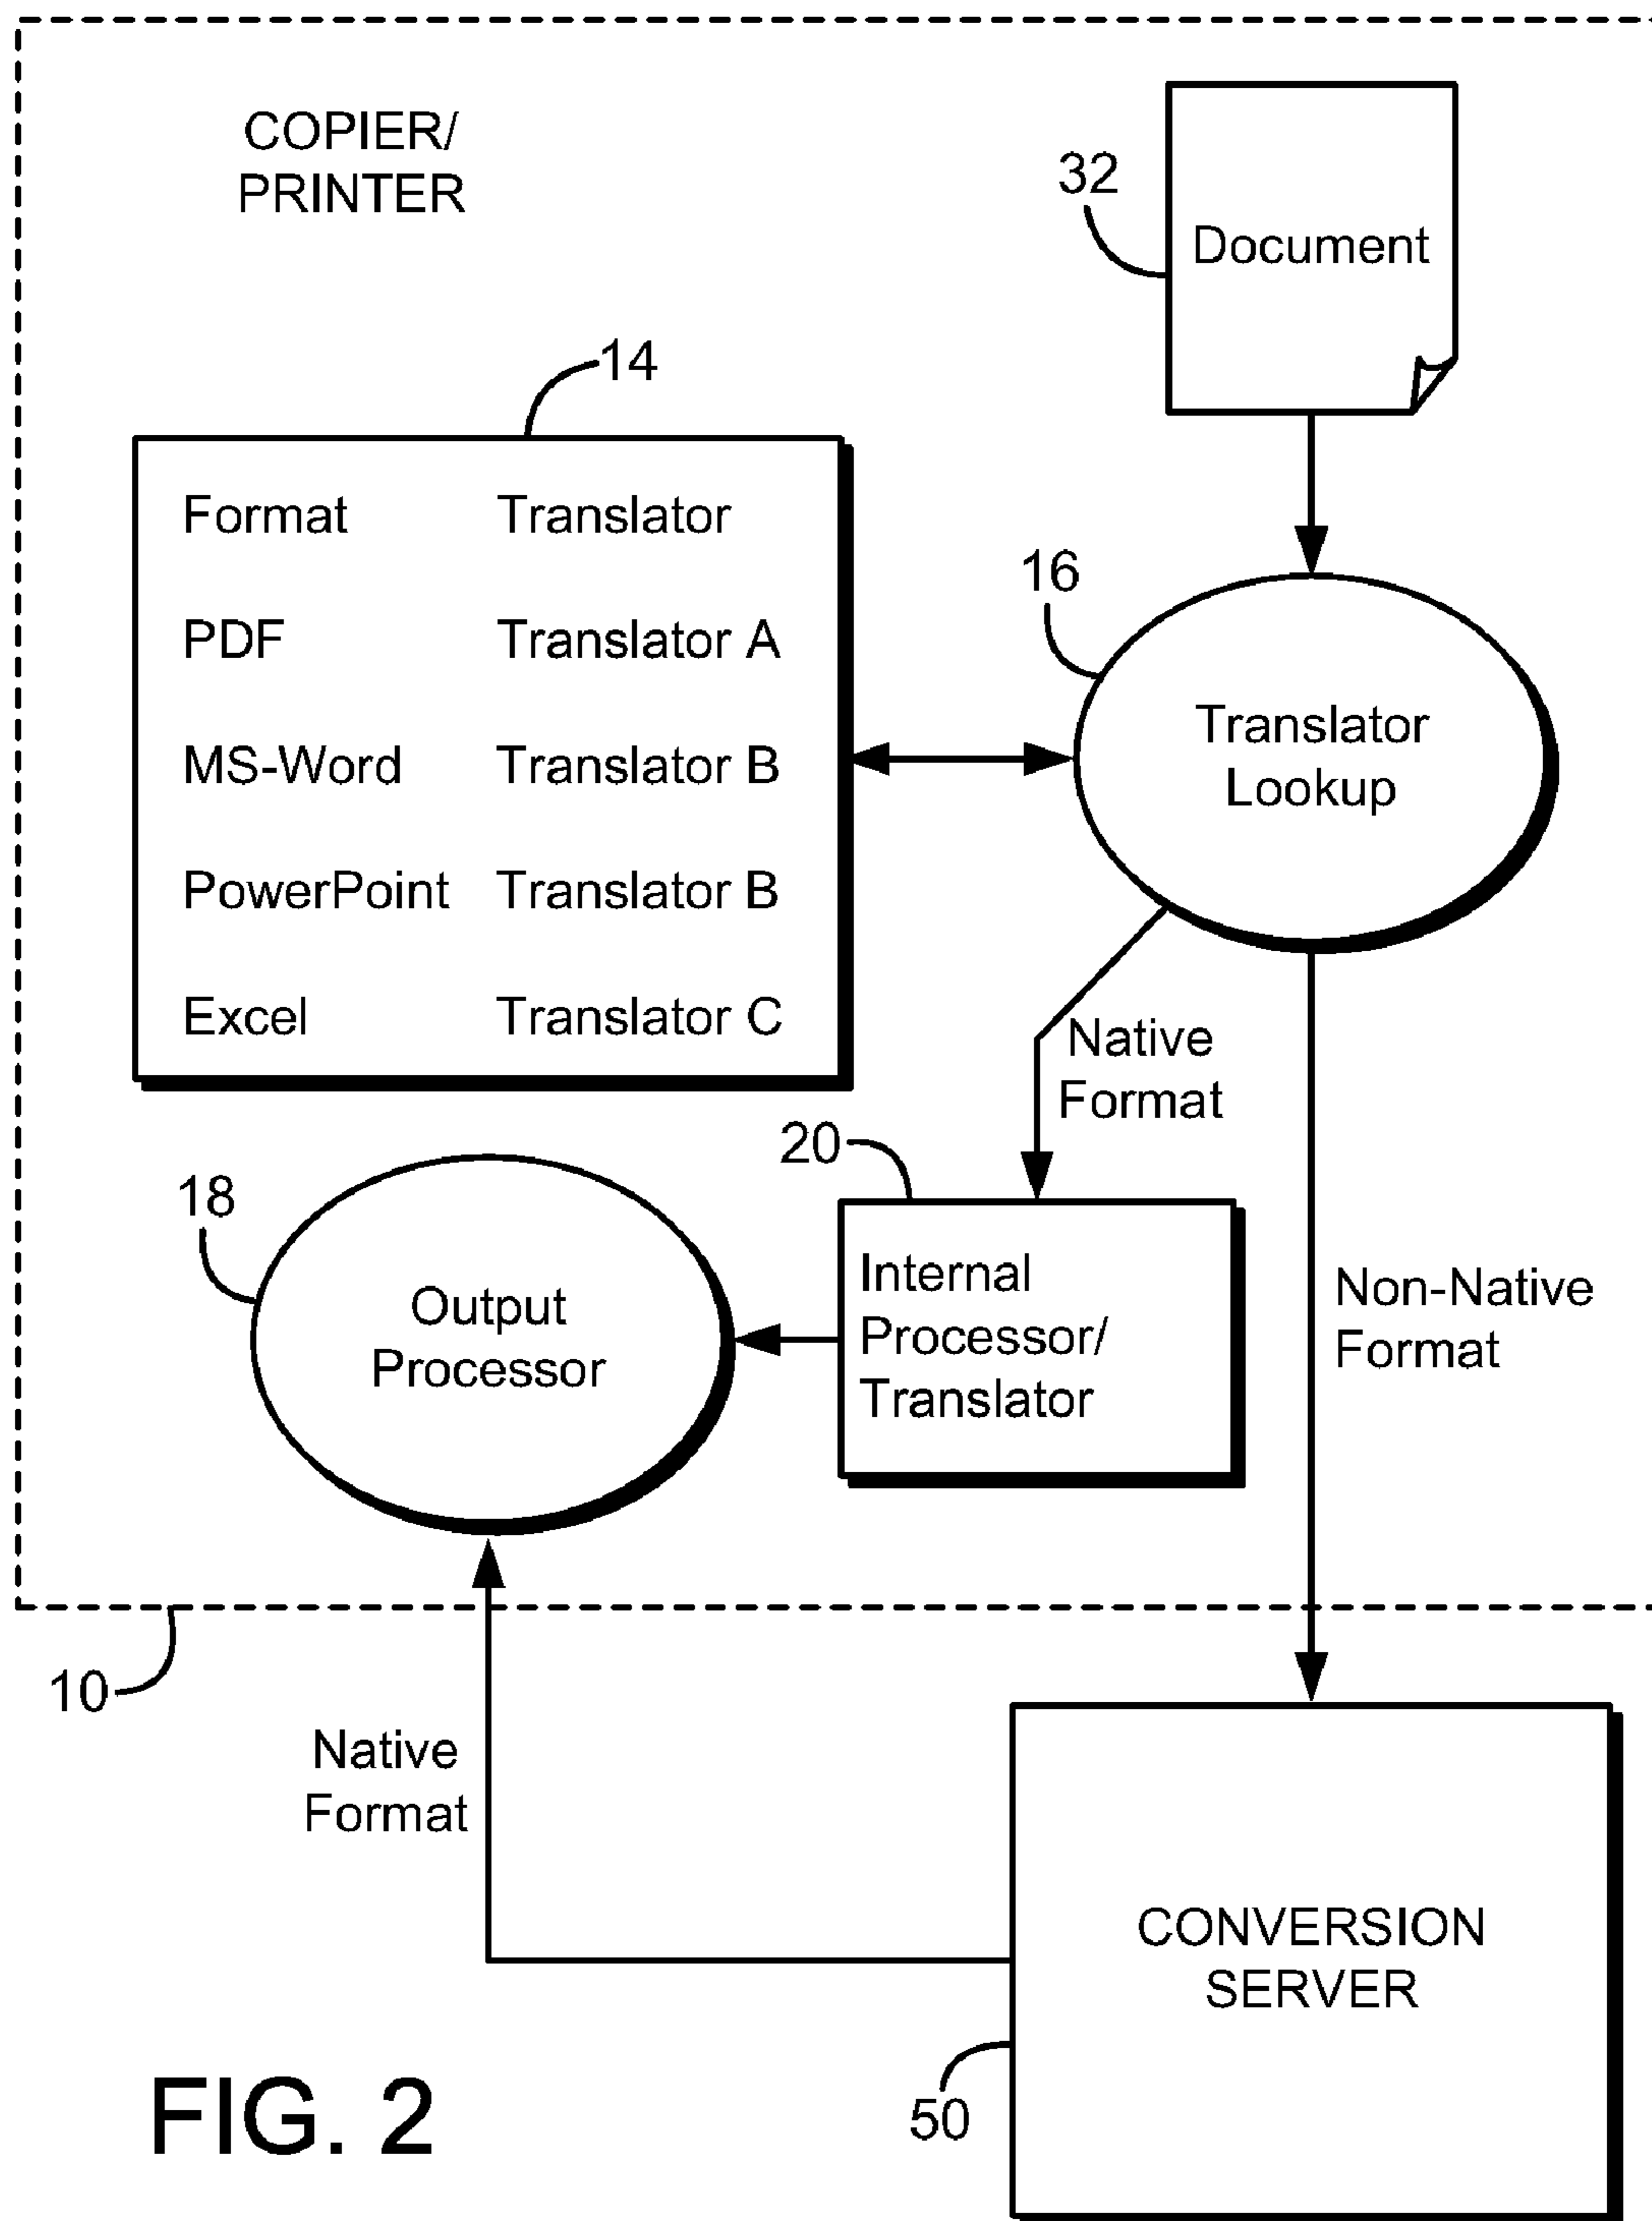 COPIER/
PRINTER
32
Document
14
Format Translator
PDF Translator A
MS-Word Translator B
PowerPoint Translator B
Excel Translator C
16
Translator
Lookup
Native
Format
20
18
Output
Processor
Internal
Processor/
Translator
Non-Native
Format
10
Native
Format
CONVERSION
SERVER
50
FIG. 2